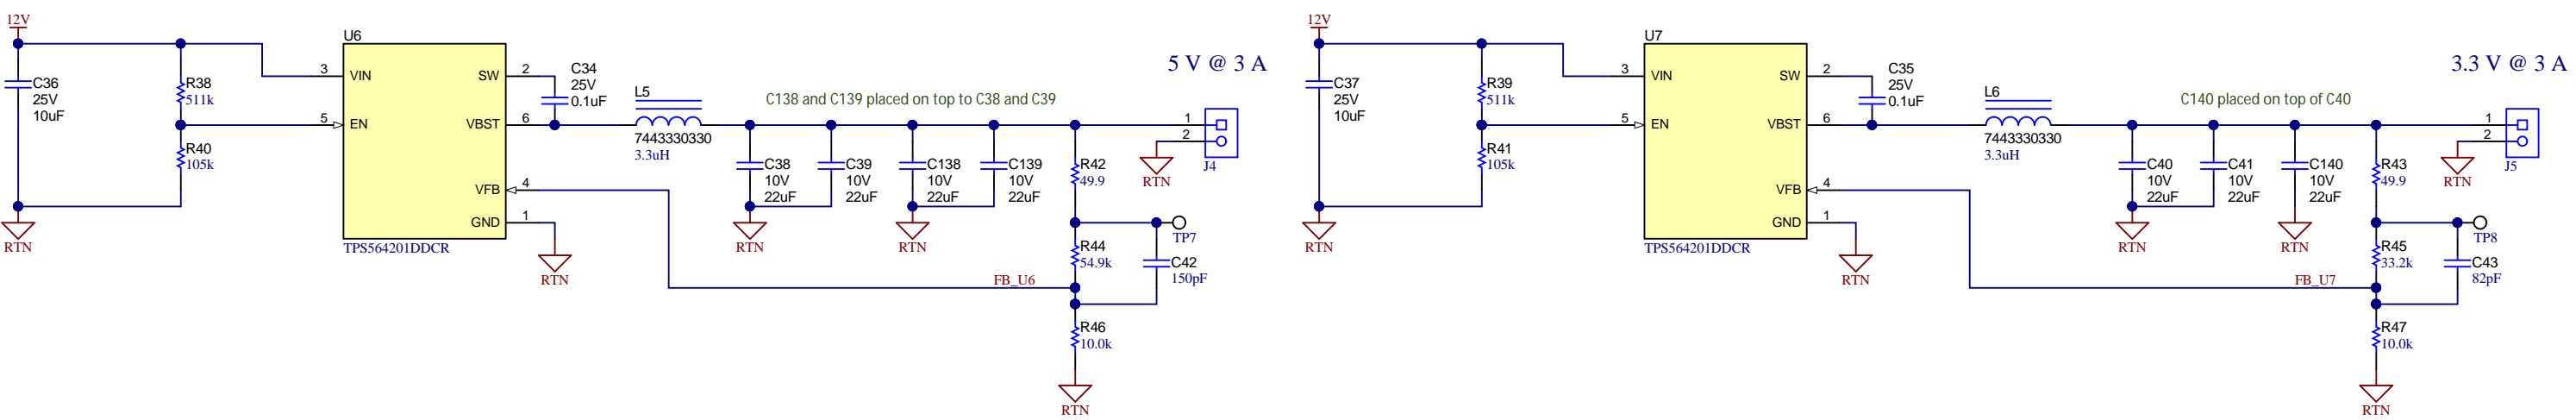 12V
C36
25V
10uF
R38
511k
R40
105k
RTN
U6
3
VIN
5
EN
SW
2
VBST
6
VFB
4
GND
1
TPS564201DDCR
RTN
C34
25V
0.1uF
L5
7443330330
3.3uH
C138 and C139 placed on top to C38 and C39
C38
10V
22uF
C39
10V
22uF
RTN
C138
10V
22uF
C139
10V
22uF
RTN
R42
49.9
5 V @ 3 A
1
2
J4
RTN
TP7
R44
54.9k
C42
150pF
FB_U6
R46
10.0k
RTN
12V
C37
25V
10uF
R39
511k
R41
105k
RTN
U7
3
VIN
5
EN
SW
2
VBST
6
VFB
4
GND
1
TPS564201DDCR
RTN
C35
25V
0.1uF
L6
7443330330
3.3uH
C140 placed on top of C40
C40
10V
22uF
C41
10V
22uF
RTN
C140
10V
22uF
RTN
R43
49.9
3.3 V @ 3 A
1
2
J5
RTN
TP8
R45
33.2k
C43
82pF
FB_U7
R47
10.0k
RTN